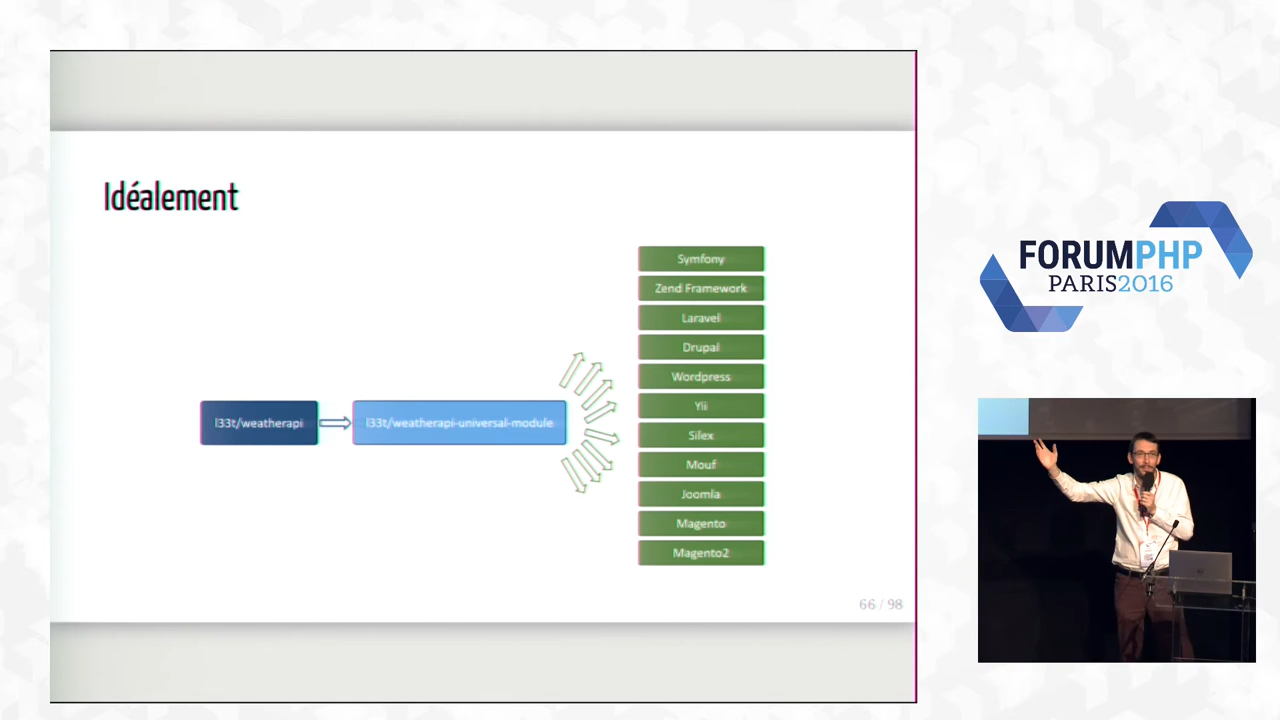 Idéalement
Symfony
Zend Framework
Laravel
Drupal
Wordpress
Yii
Silex
Mouf
Joomla
Magento
Magento2
l33t/weatherapi
l33t/weatherapi-universal-module
66 / 98
FORUMPHP
PARIS2016